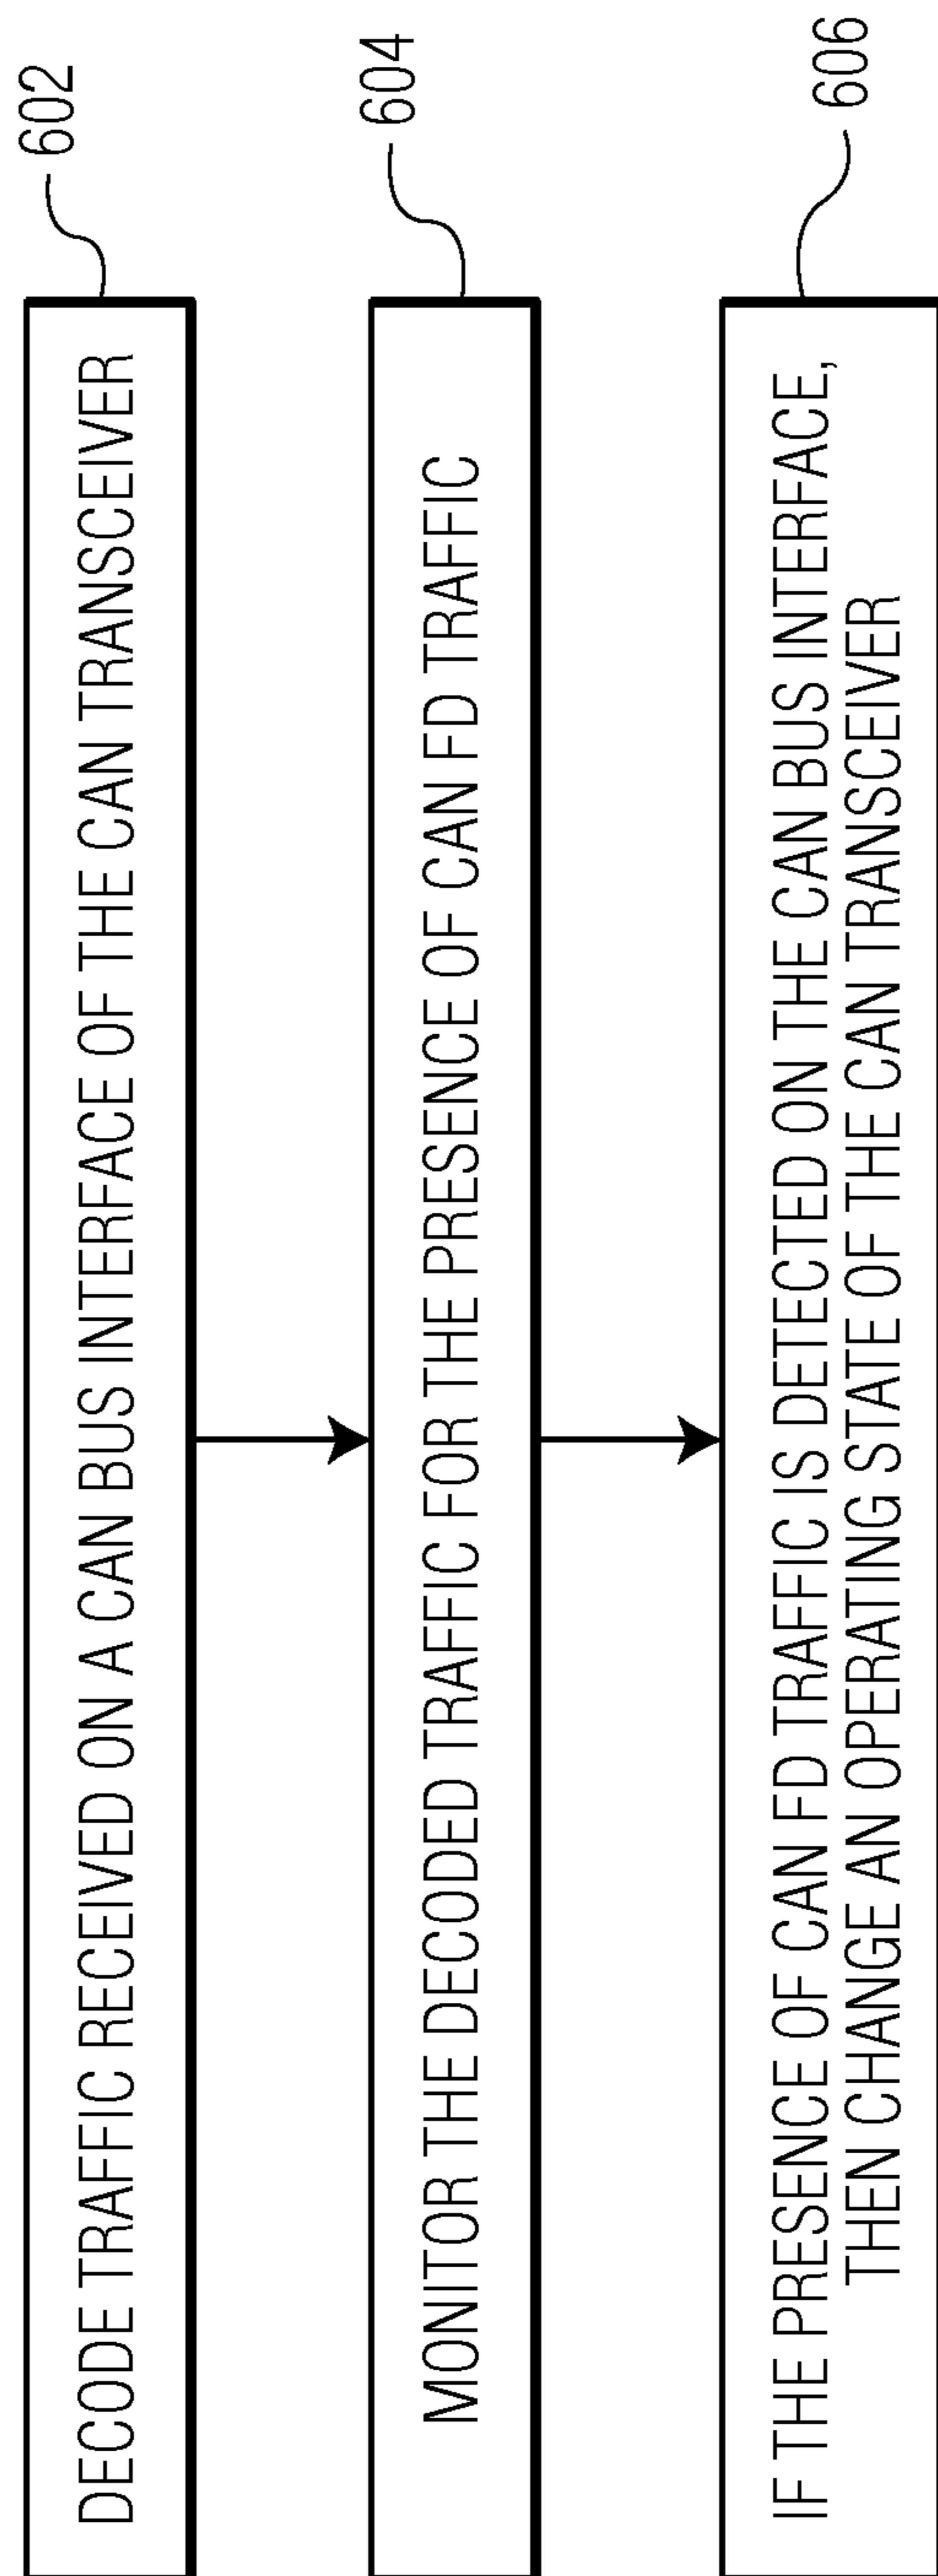 602
DECODE TRAFFIC RECEIVED ON A CAN BUS INTERFACE OF THE CAN TRANSCEIVER
604
MONITOR THE DECODED TRAFFIC FOR THE PRESENCE OF CAN FD TRAFFIC
606
IF THE PRESENCE OF CAN FD TRAFFIC IS DETECTED ON THE CAN BUS INTERFACE,
THEN CHANGE AN OPERATING STATE OF THE CAN TRANSCEIVER